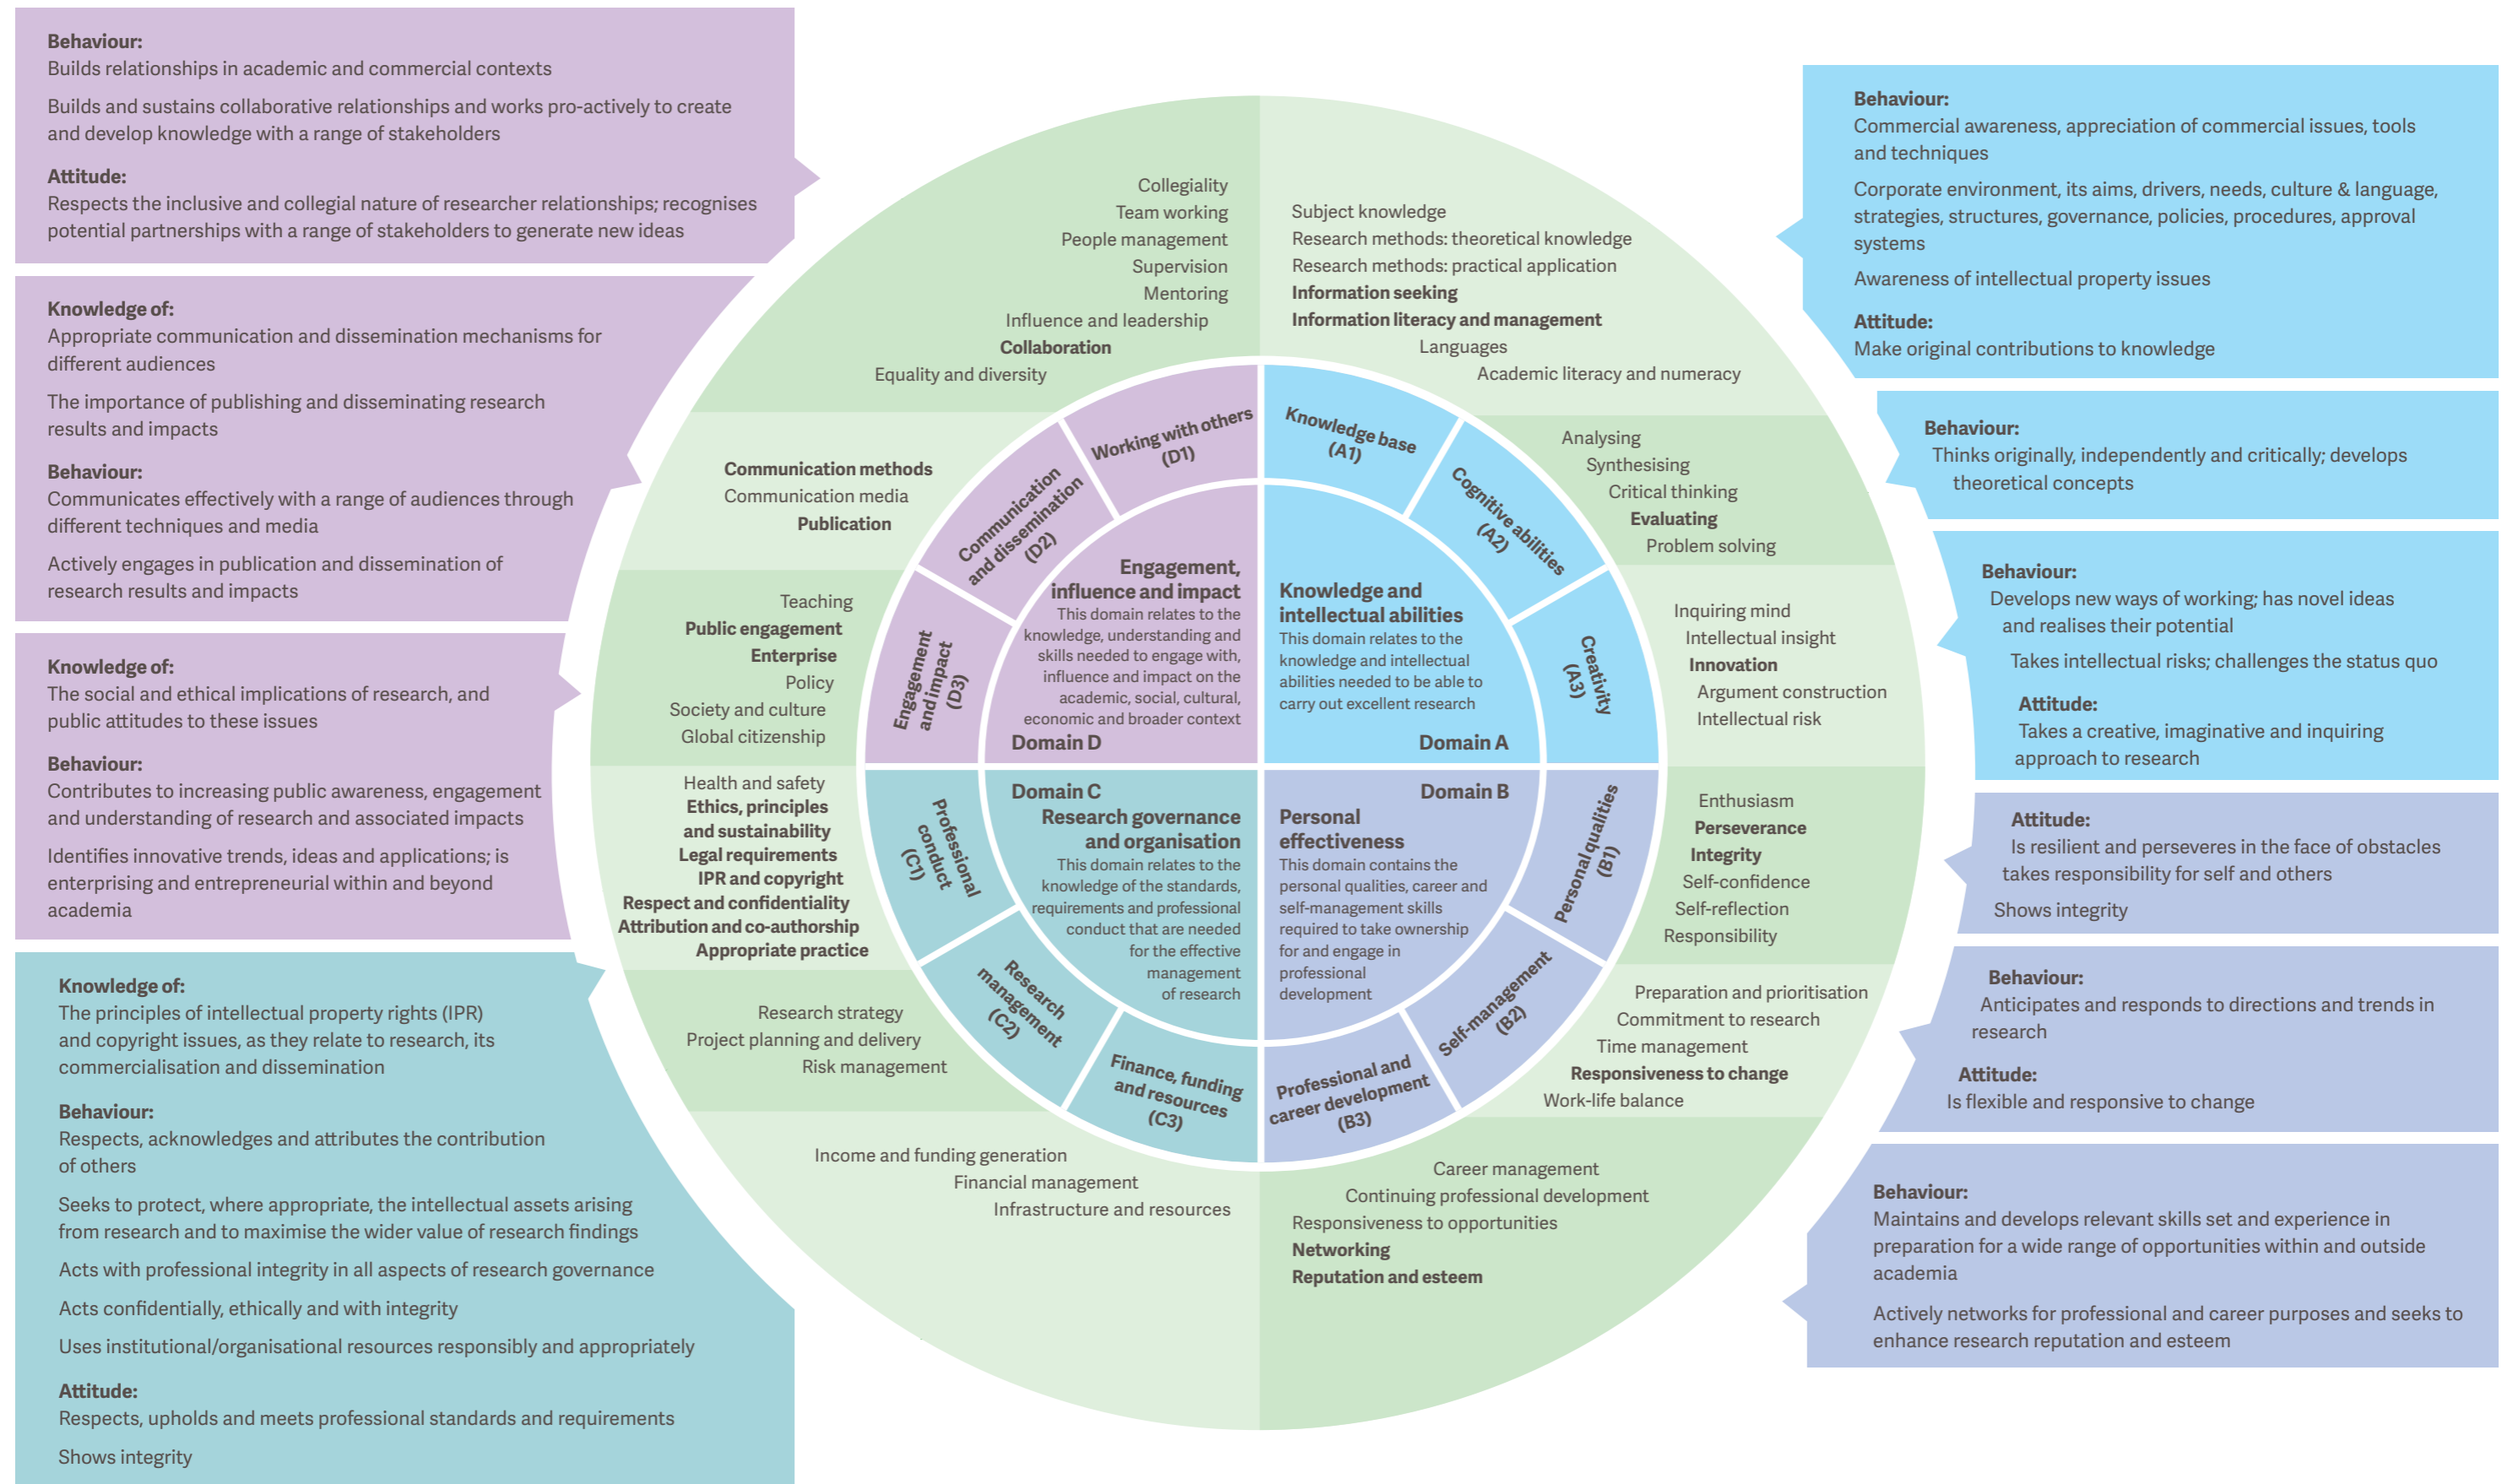 Behaviour:
Builds relationships in academic and commercial contexts
Builds and sustains collaborative relationships and works pro-actively to create
and develop knowledge with a range of stakeholders
Attitude:
Respects the inclusive and collegial nature of researcher relationships; recognises
potential partnerships with a range of stakeholders to generate new ideas
Knowledge of:
Appropriate communication and dissemination mechanisms for
different audiences
The importance of publishing and disseminating research
results and impacts
Behaviour:
Communicates effectively with a range of audiences through
different techniques and media
Actively engages in publication and dissemination of
research results and impacts
Knowledge of:
The social and ethical implications of research, and
public attitudes to these issues
Behaviour:
Contributes to increasing public awareness, engagement
and understanding of research and associated impacts
Identifies innovative trends, ideas and applications; is
enterprising and entrepreneurial within and beyond
academia
Knowledge of:
The principles of intellectual property rights (IPR)
and copyright issues, as they relate to research, its
commercialisation and dissemination
Behaviour:
Respects, acknowledges and attributes the contribution
of others
Seeks to protect, where appropriate, the intellectual assets arising
from research and to maximise the wider value of research findings
Acts with professional integrity in all aspects of research governance
Acts confidentially, ethically and with integrity
Uses institutional/organisational resources responsibly and appropriately
Attitude:
Respects, upholds and meets professional standards and requirements
Shows integrity
Collegiality
Team working
People management
Supervision
Mentoring
Influence and leadership
Collaboration
Equality and diversity
Communication methods
Communication media
Publication
Teaching
Public engagement
Enterprise
Policy
Society and culture
Global citizenship
Health and safety
Ethics, principles
and sustainability
Legal requirements
IPR and copyright
Respect and confidentiality
Attribution and co-authorship
Appropriate practice
Research strategy
Project planning and delivery
Risk management
Income and funding generation
Financial management
Infrastructure and resources
Working with others
(D1)
Communication
and dissemination
(D2)
Engagement
and impact
(D3)
Engagement,
influence and impact
This domain relates to the
knowledge, understanding and
skills needed to engage with,
influence and impact on the
academic, social, cultural,
economic and broader context
Domain D
Knowledge base
(A1)
Cognitive abilities
(A2)
Creativity
(A3)
Knowledge and
intellectual abilities
This domain relates to the
knowledge and intellectual
abilities needed to be able to
carry out excellent research
Domain A
Domain C
Research governance
and organisation
This domain relates to the
knowledge of the standards,
requirements and professional
conduct that are needed
for the effective
management
of research
Professional
conduct
(C1)
Research
management
(C2)
Finance, funding
and resources
(C3)
Domain B
Personal
effectiveness
This domain contains the
personal qualities, career and
self-management skills
required to take ownership
for and engage in
professional
development
Personal qualities
(B1)
Self-management
(B2)
Professional and
career development
(B3)
Subject knowledge
Research methods: theoretical knowledge
Research methods: practical application
Information seeking
Information literacy and management
Languages
Academic literacy and numeracy
Analysing
Synthesising
Critical thinking
Evaluating
Problem solving
Inquiring mind
Intellectual insight
Innovation
Argument construction
Intellectual risk
Enthusiasm
Perseverance
Integrity
Self-confidence
Self-reflection
Responsibility
Preparation and prioritisation
Commitment to research
Time management
Responsiveness to change
Work-life balance
Career management
Continuing professional development
Responsiveness to opportunities
Networking
Reputation and esteem
Behaviour:
Commercial awareness, appreciation of commercial issues, tools
and techniques
Corporate environment, its aims, drivers, needs, culture & language,
strategies, structures, governance, policies, procedures, approval
systems
Awareness of intellectual property issues
Attitude:
Make original contributions to knowledge
Behaviour:
Thinks originally, independently and critically; develops
theoretical concepts
Behaviour:
Develops new ways of working; has novel ideas
and realises their potential
Takes intellectual risks; challenges the status quo
Attitude:
Takes a creative, imaginative and inquiring
approach to research
Attitude:
Is resilient and perseveres in the face of obstacles
takes responsibility for self and others
Shows integrity
Behaviour:
Anticipates and responds to directions and trends in
research
Attitude:
Is flexible and responsive to change
Behaviour:
Maintains and develops relevant skills set and experience in
preparation for a wide range of opportunities within and outside
academia
Actively networks for professional and career purposes and seeks to
enhance research reputation and esteem